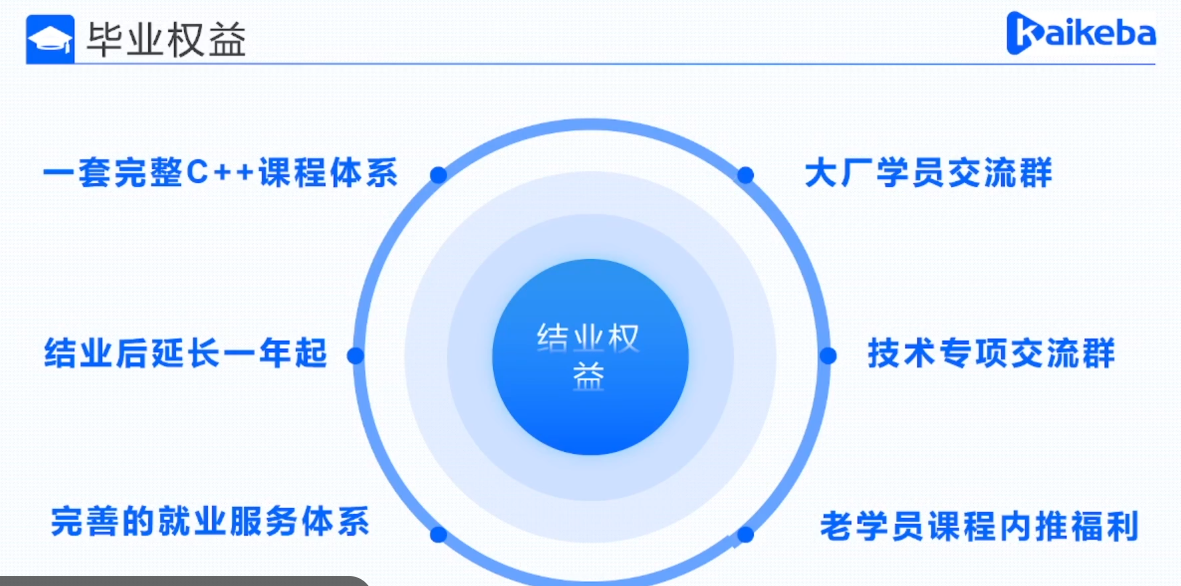 毕业权益
Kaikeba
一套完整C++课程体系
大厂学员交流群
结业权
益
结业后延长一年起
技术专项交流群
完善的就业服务体系
老学员课程内推福利